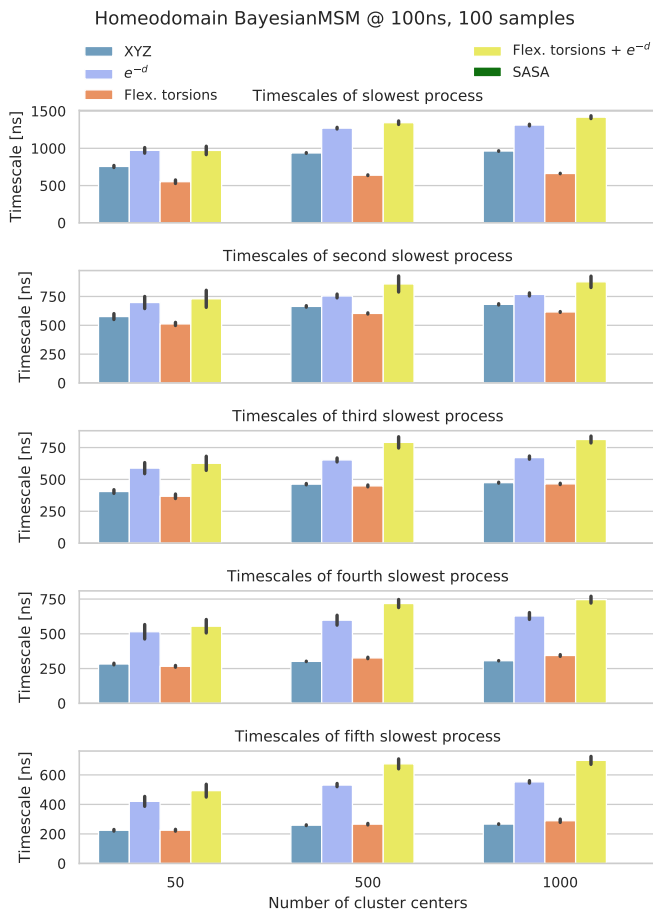 Homeodomain BayesianMSM @ 100ns, 100 samples
XYZ
e⁻ᵈ
Flex. torsions
Flex. torsions + e⁻ᵈ
SASA
Timescales of slowest process
Timescale [ns]
1500
1000
500
0
Timescales of second slowest process
Timescale [ns]
750
500
250
0
Timescales of third slowest process
Timescale [ns]
750
500
250
0
Timescales of fourth slowest process
Timescale [ns]
750
500
250
0
Timescales of fifth slowest process
Timescale [ns]
600
400
200
0
50 500 1000
Number of cluster centers